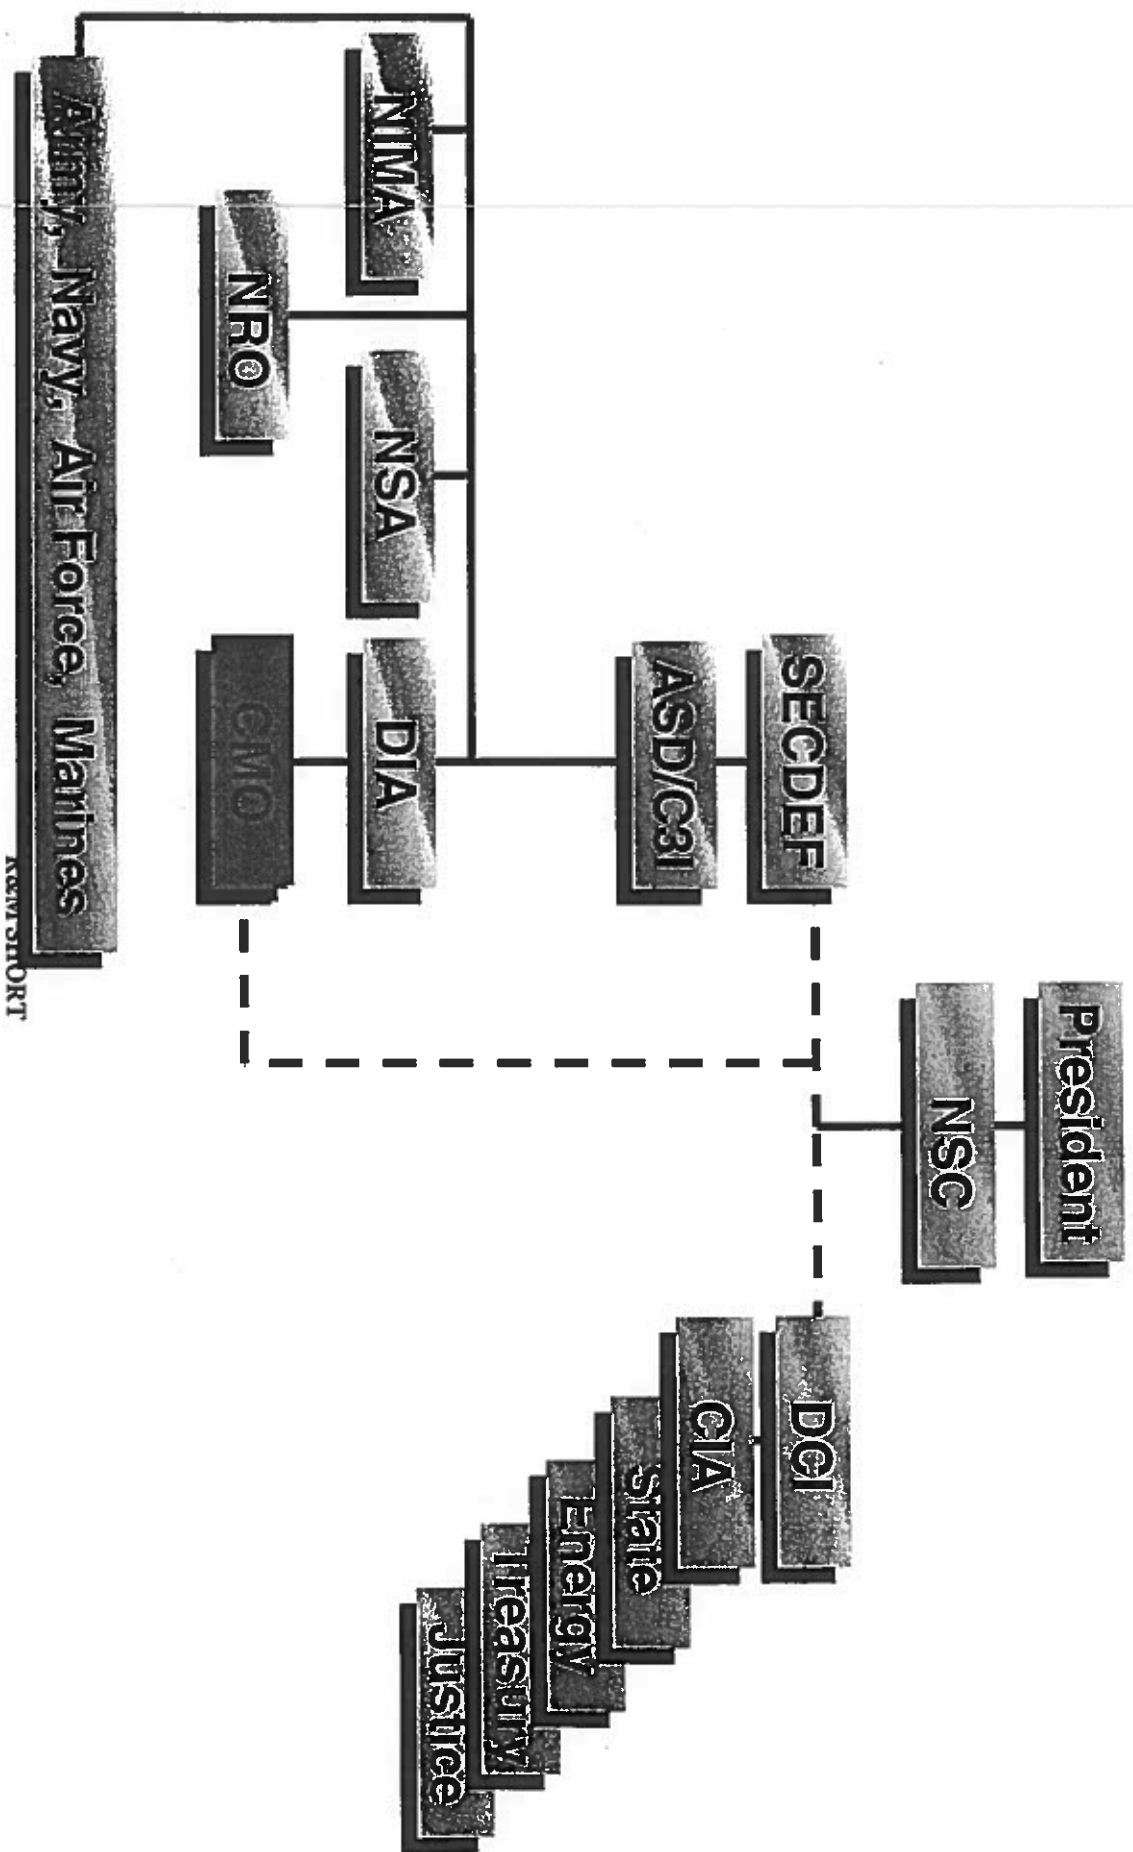 President
NSC
SECDEF
DCI
ASD/C3I
CIA
State
Energy
Treasury
Justice
NIMA
NSA
DIA
NRO
CMO
Army, Navy, Air Force, Marines